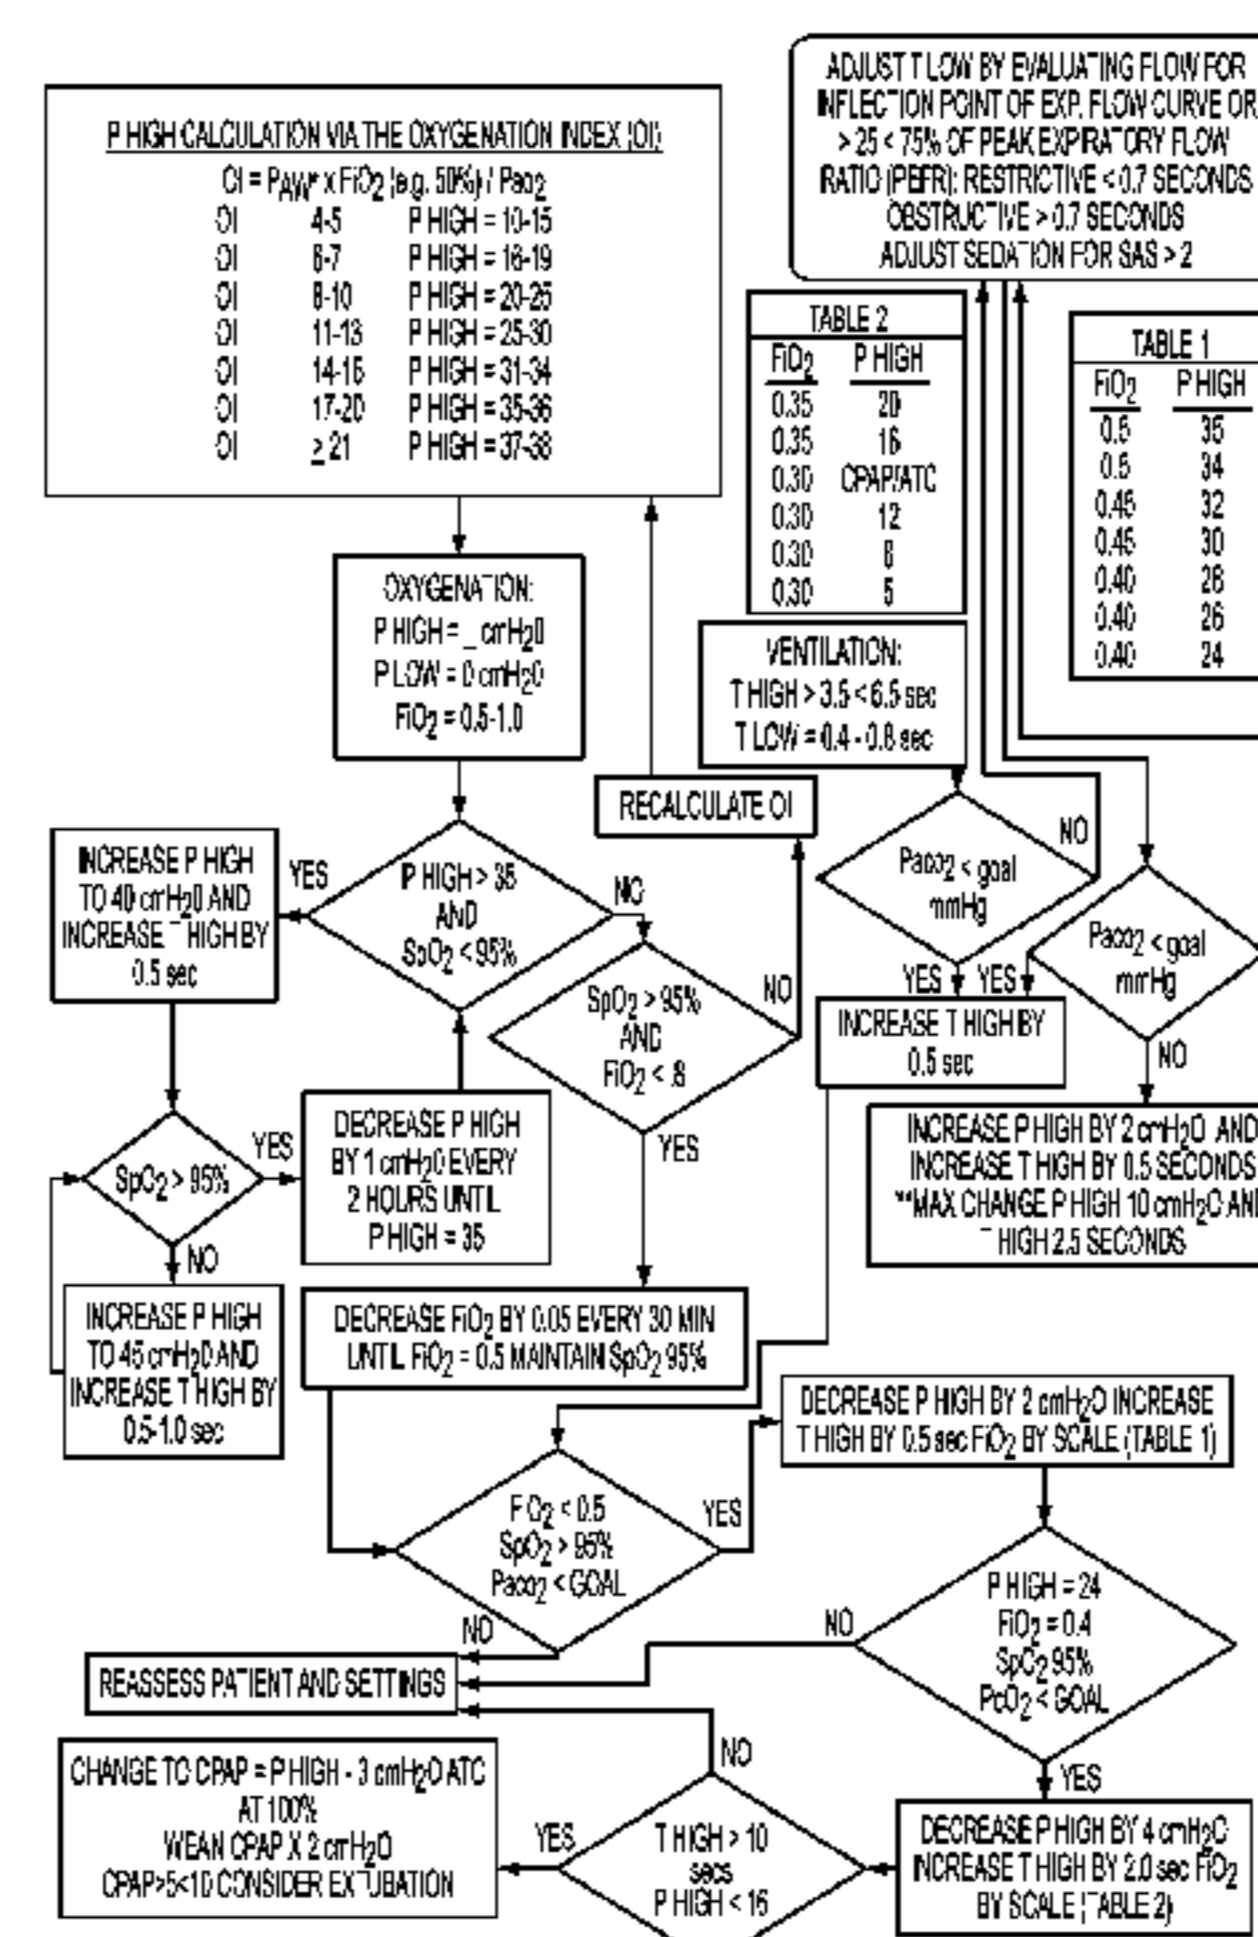 P HIGH CALCULATION VIA THE OXYGENATION INDEX (OI)
OI = PAW* x FiO2 (e.g. 50%) / Pao2
OI 4-5 P HIGH = 10-15
OI 6-7 P HIGH = 16-19
OI 8-10 P HIGH = 20-25
OI 11-13 P HIGH = 25-30
OI 14-16 P HIGH = 31-34
OI 17-20 P HIGH = 35-36
OI ≥ 21 P HIGH = 37-38
ADJUST T LOW BY EVALUATING FLOW FOR
INFLECTION POINT OF EXP. FLOW CURVE OR
> 25 < 75% OF PEAK EXPIRATORY FLOW
RATIO (PEFR): RESTRICTIVE < 0.7 SECONDS
OBSTRUCTIVE > 0.7 SECONDS
ADJUST SEDATION FOR SAS > 2
TABLE 2
FiO2 P HIGH
0.35 20
0.35 16
0.30 CPAP/ATC
0.30 12
0.30 8
0.30 5
TABLE 1
FiO2 P HIGH
0.5 35
0.5 34
0.45 32
0.45 30
0.40 28
0.40 26
0.40 24
OXYGENATION:
P HIGH = _ cmH2O
P LOW = 0 cmH2O
FiO2 = 0.5-1.0
VENTILATION:
T HIGH > 3.5 < 6.5 sec
T LOW = 0.4 - 0.8 sec
RECALCULATE OI
INCREASE P HIGH
TO 40 cmH2O AND
INCREASE T HIGH BY
0.5 sec
YES
P HIGH > 35
AND
SpO2 < 95%
NO
SpO2 > 95%
AND
FiO2 < .8
NO
YES
Paco2 < goal
mmHg
NO
YES
Paco2 < goal
mmHg
YES
NO
INCREASE T HIGH BY
0.5 sec
INCREASE P HIGH BY 2 cmH2O AND
INCREASE T HIGH BY 0.5 SECONDS
**MAX CHANGE P HIGH 10 cmH2O AND
T HIGH 2.5 SECONDS
SpO2 > 95%
YES
NO
DECREASE P HIGH
BY 1 cmH2O EVERY
2 HOURS UNTIL
P HIGH = 35
INCREASE P HIGH
TO 45 cmH2O AND
INCREASE T HIGH BY
0.5-1.0 sec
DECREASE FiO2 BY 0.05 EVERY 30 MIN
UNTIL FiO2 = 0.5 MAINTAIN SpO2 95%
DECREASE P HIGH BY 2 cmH2O INCREASE
T HIGH BY 0.5 sec FiO2 BY SCALE (TABLE 1)
FiO2 < 0.5
SpO2 > 95%
Paco2 < GOAL
YES
NO
P HIGH = 24
FiO2 = 0.4
SpO2 95%
PcO2 < GOAL
NO
YES
REASSESS PATIENT AND SETTINGS
CHANGE TO CPAP = P HIGH - 3 cmH2O ATC
AT 100%
WEAN CPAP X 2 cmH2O
CPAP>5<10 CONSIDER EXTUBATION
YES
T HIGH > 10
secs
P HIGH < 16
NO
DECREASE P HIGH BY 4 cmH2O
INCREASE T HIGH BY 2.0 sec FiO2
BY SCALE (TABLE 2)